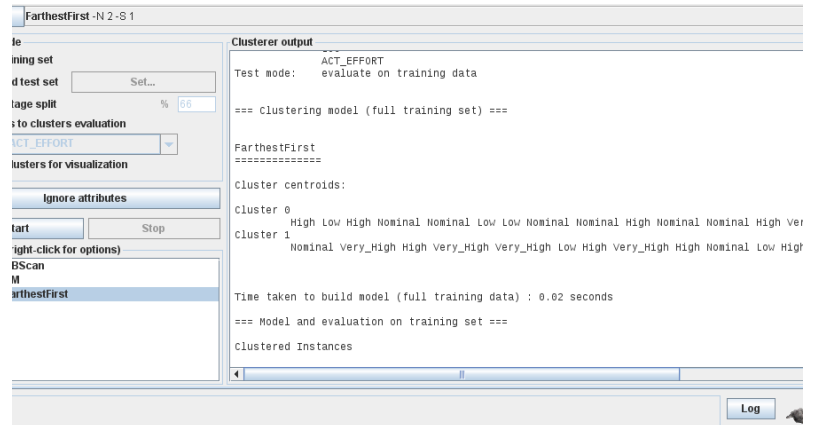 FarthestFirst -N 2 -S 1
de
ining set
d test set Set...
tage split % 66
s to clusters evaluation
ACT_EFFORT
lusters for visualization
Ignore attributes
tart Stop
right-click for options)
BScan
M
arthestFirst
Clusterer output
ACT_EFFORT
Test mode: evaluate on training data
=== Clustering model (full training set) ===
FarthestFirst
==============
Cluster centroids:
Cluster 0
High Low High Nominal Nominal Low Low Nominal Nominal High Nominal Nominal High Ver
Cluster 1
Nominal Very_High High Very_High Very_High Low High Very_High High Nominal Low High
Time taken to build model (full training data) : 0.02 seconds
=== Model and evaluation on training set ===
Clustered Instances
Log